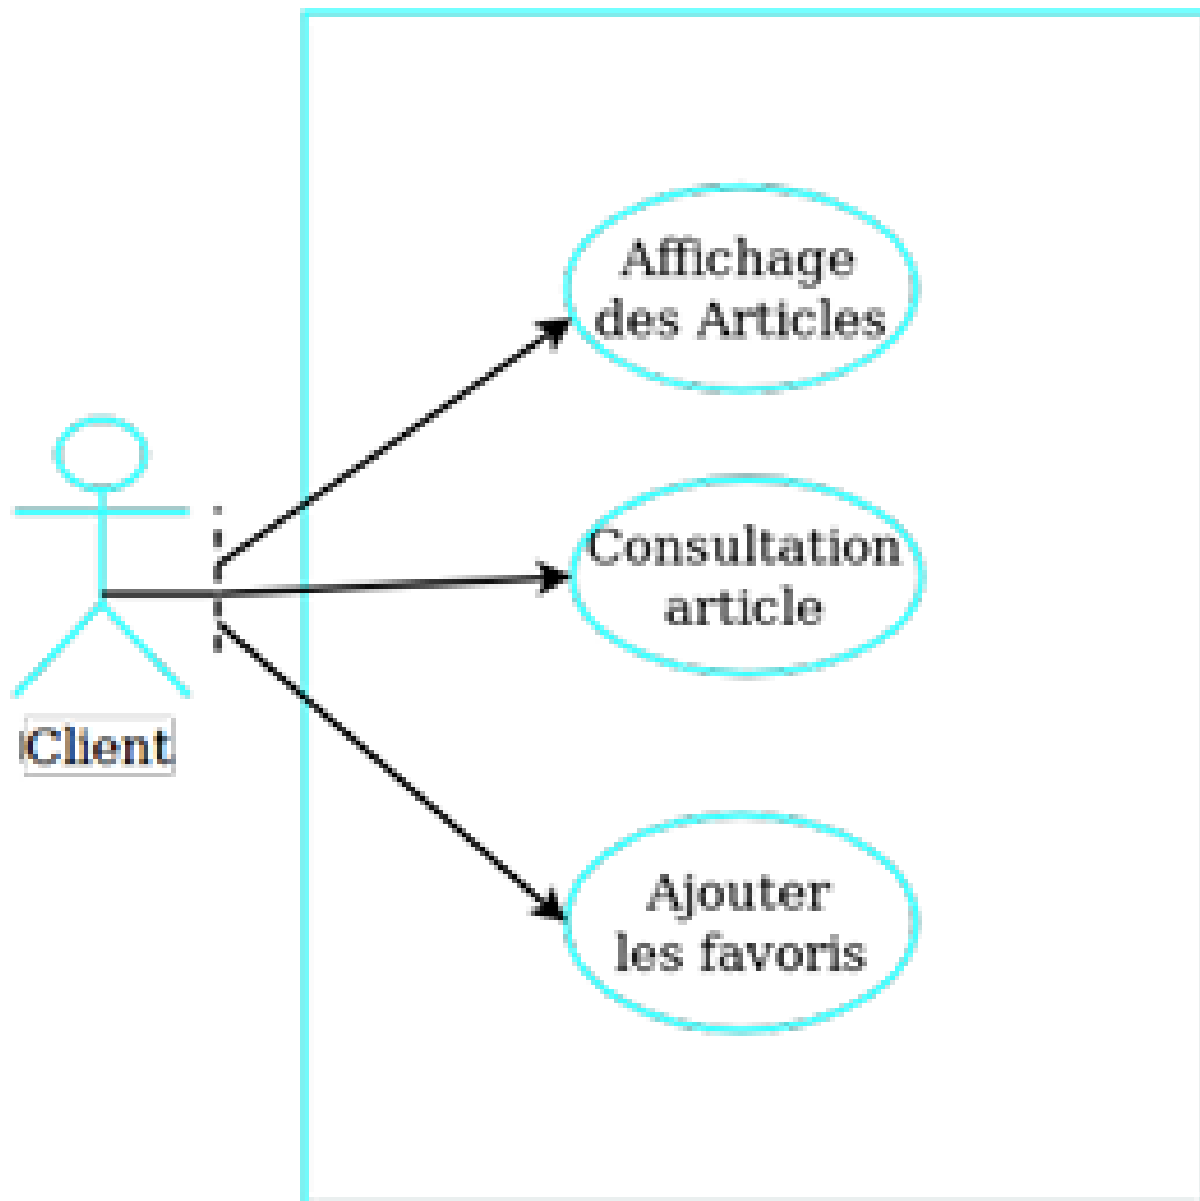 Affichage
des Articles
Consultation
article
Client
Ajouter
les favoris